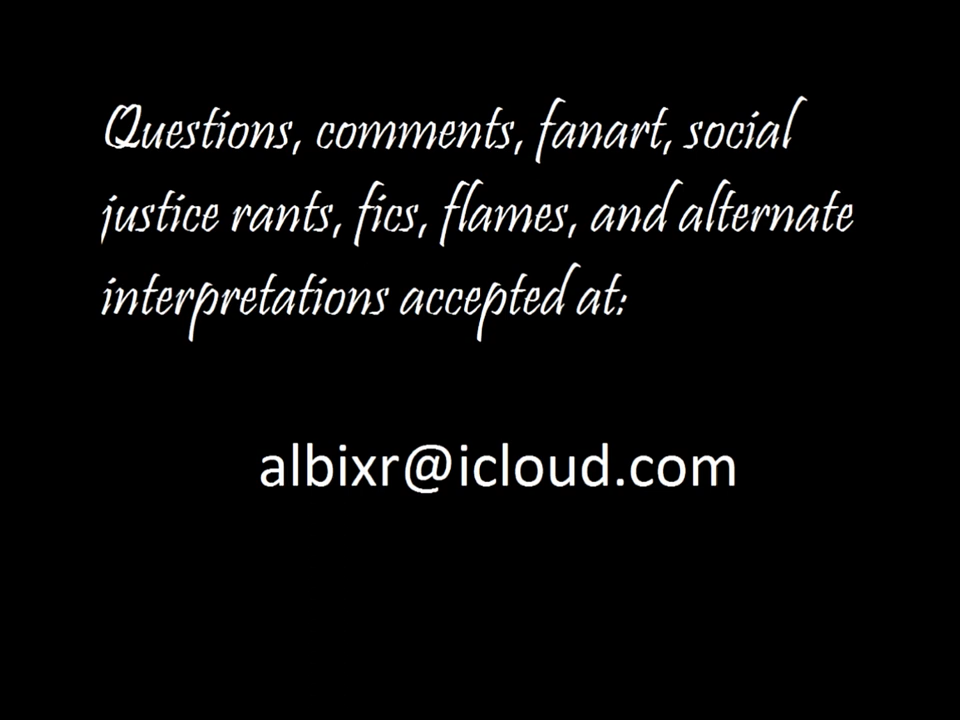 Questions, comments, fanart, social
justice rants, fics, flames, and alternate
interpretations accepted at:
albixr@icloud.com